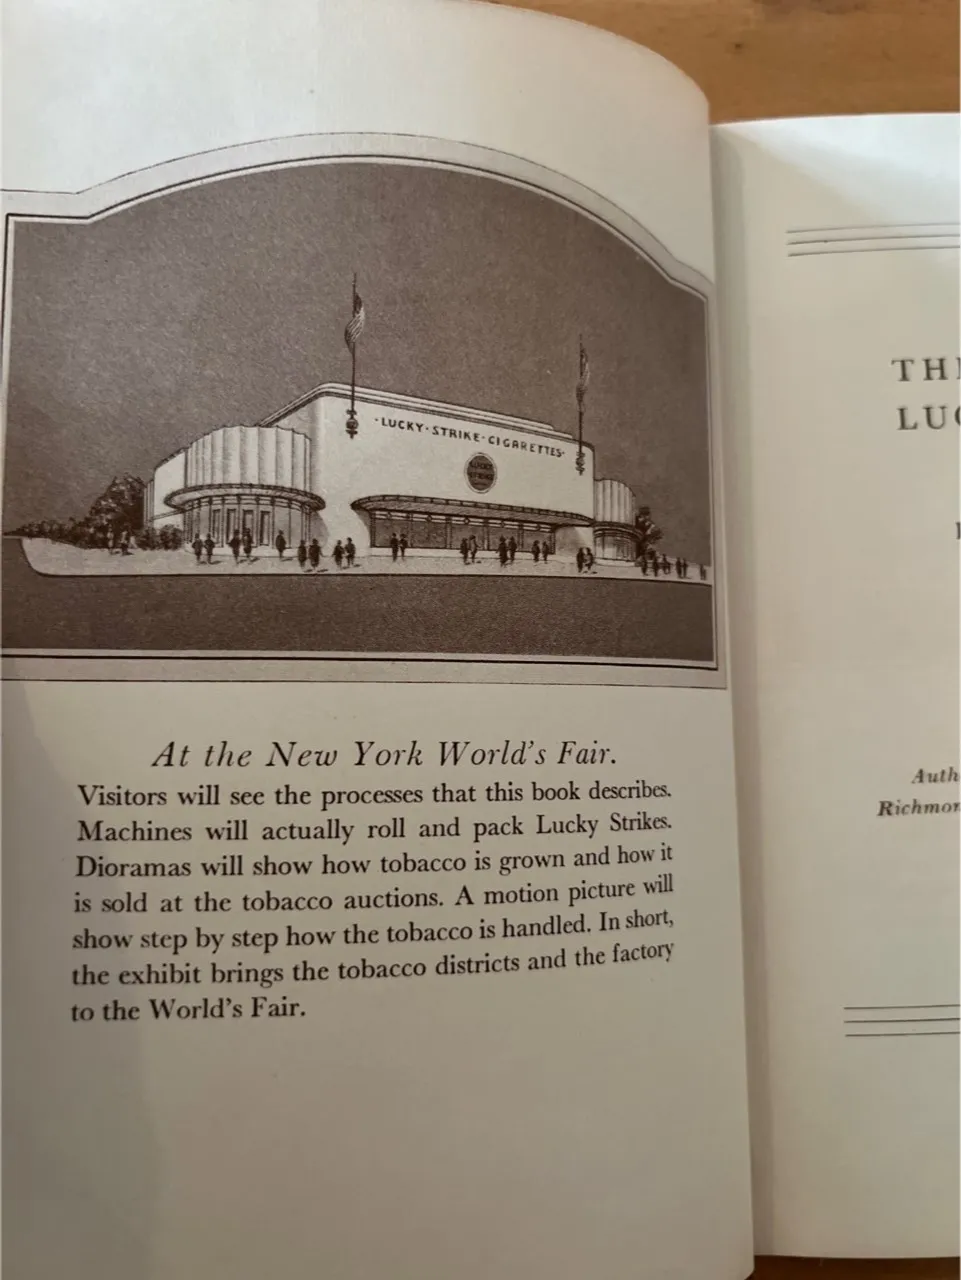 ·LUCKY·STRIKE·CIGARETTES·
LUCKY
STRIKE
At the New York World's Fair.
Visitors will see the processes that this book describes.
Machines will actually roll and pack Lucky Strikes.
Dioramas will show how tobacco is grown and how it
is sold at the tobacco auctions. A motion picture will
show step by step how the tobacco is handled. In short,
the exhibit brings the tobacco districts and the factory
to the World's Fair.